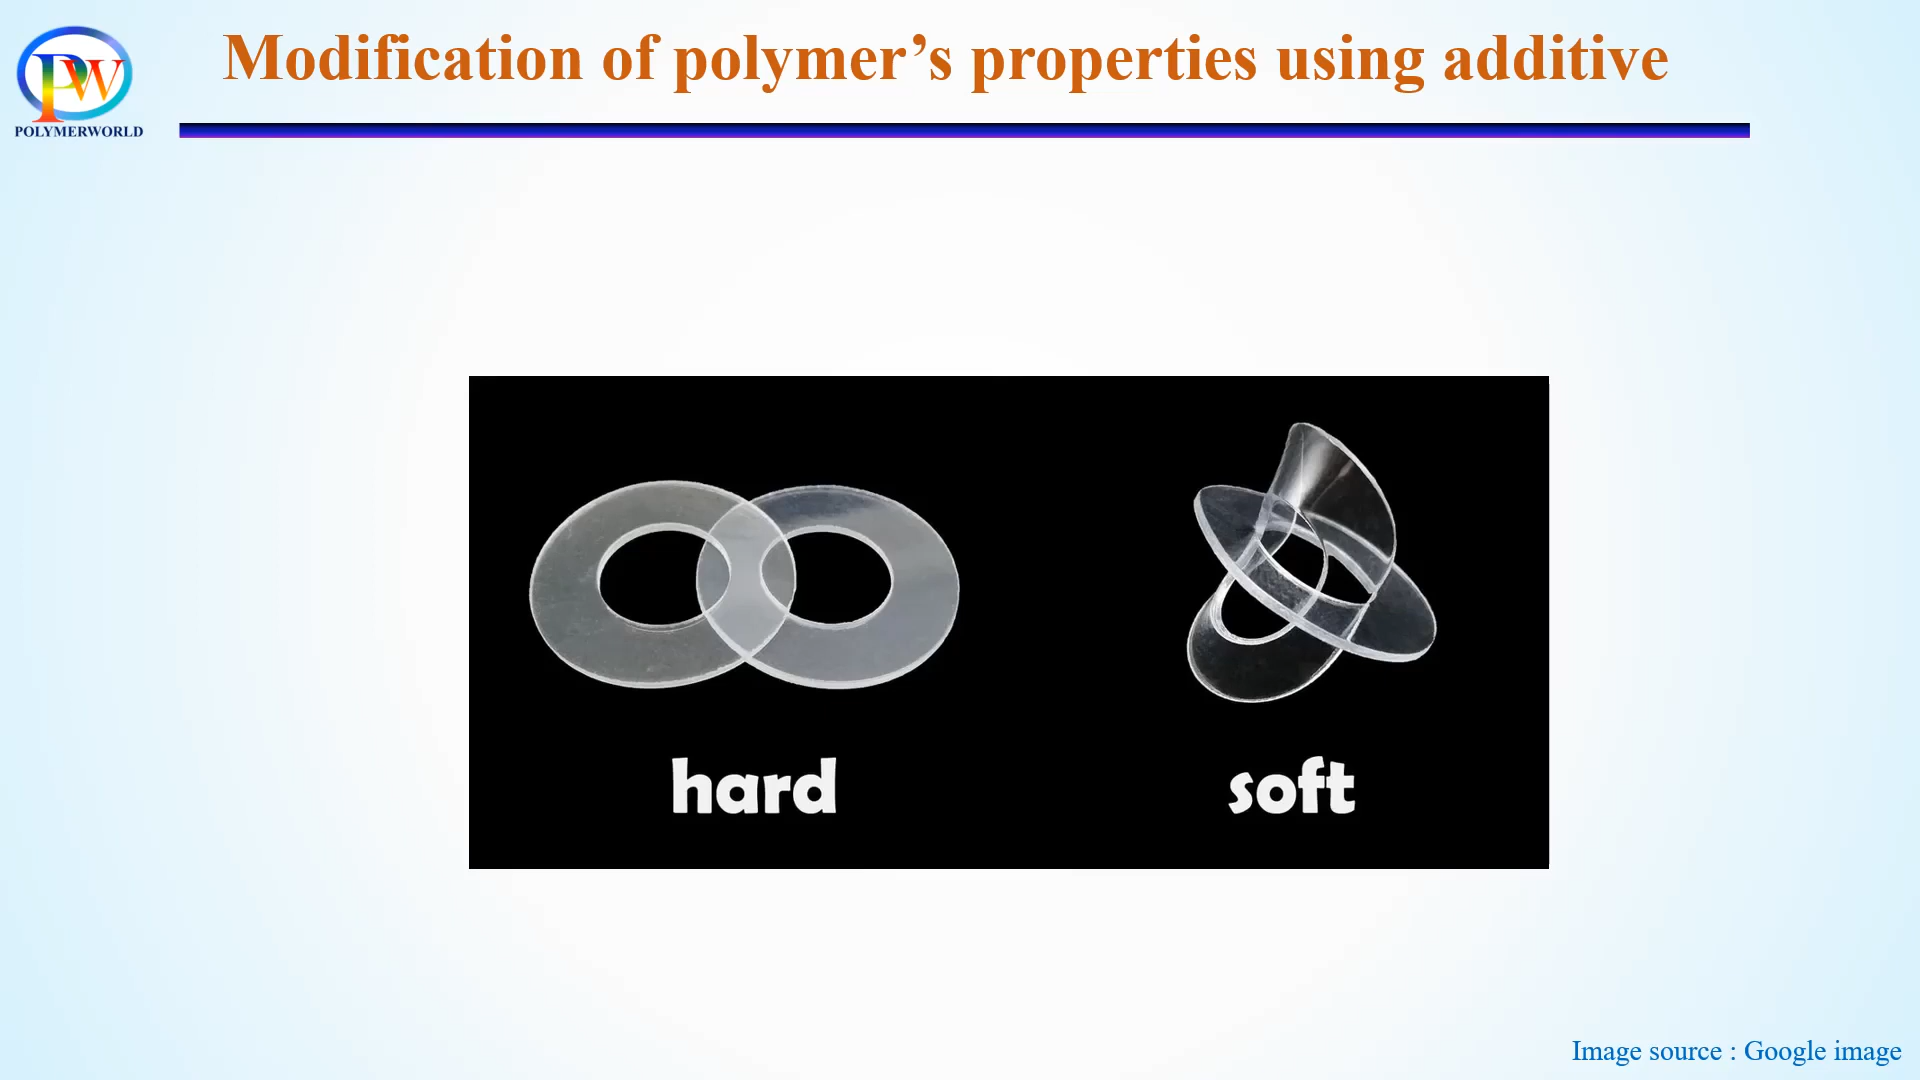 PW
POLYMERWORLD
Modification of polymer’s properties using additive
hard
soft
Image source : Google image